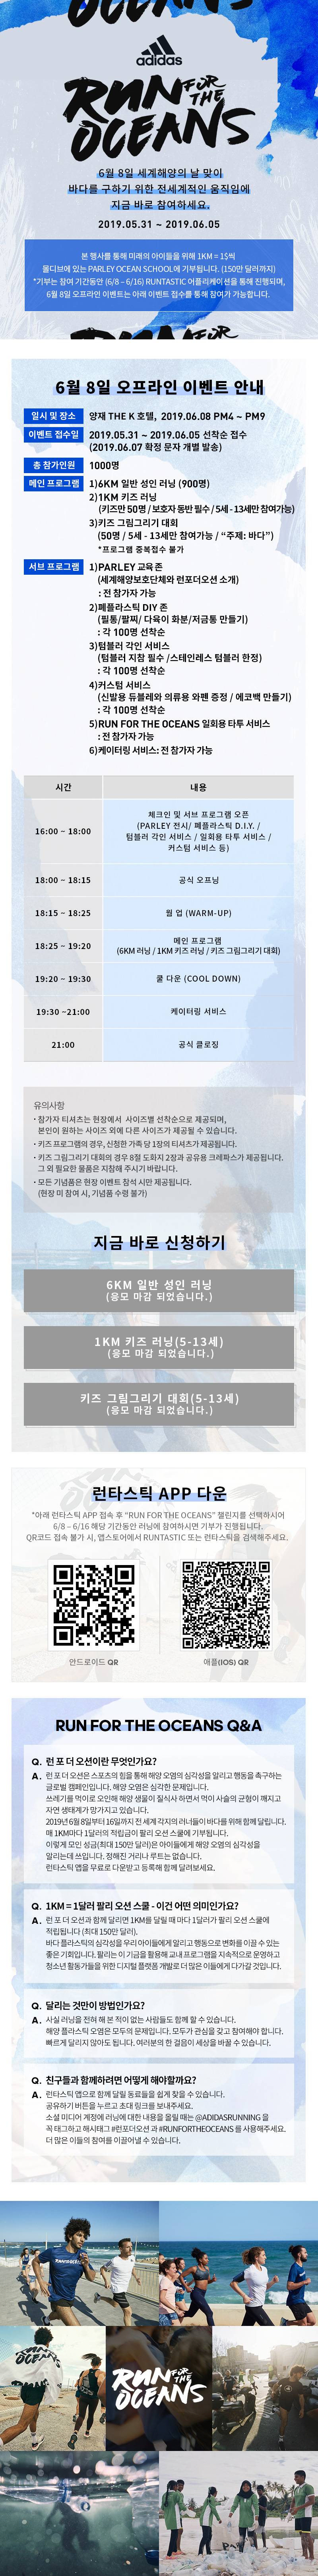 adidas
RUN FOR THE OCEANS
6월 8일 세계해양의 날 맞이
바다를 구하기 위한 전세계적인 움직임에
지금 바로 참여하세요.
2019.05.31 ~ 2019.06.05
본 행사를 통해 미래의 아이들을 위해 1KM = 1$씩
몰디브에 있는 PARLEY OCEAN SCHOOL에 기부됩니다. (150만 달러까지)
*기부는 참여 기간동안 (6/8 – 6/16) RUNTASTIC 어플리케이션을 통해 진행되며,
6월 8일 오프라인 이벤트는 아래 이벤트 접수를 통해 참여가 가능합니다.
6월 8일 오프라인 이벤트 안내
일시 및 장소 양재 THE K 호텔, 2019.06.08 PM4 ~ PM9
이벤트 접수일 2019.05.31 ~ 2019.06.05 선착순 접수
(2019.06.07 확정 문자 개별 발송)
총 참가인원 1000명
메인 프로그램 1)6KM 일반 성인 러닝 (900명)
2)1KM 키즈 러닝
(키즈만 50명 / 보호자 동반 필수 / 5세 - 13세만 참여가능)
3)키즈 그림그리기 대회
(50명 / 5세 - 13세만 참여가능 / “주제: 바다”)
*프로그램 중복접수 불가
서브 프로그램 1)PARLEY 교육 존
(세계해양보호단체와 런포더오션 소개)
: 전 참가자 가능
2)폐플라스틱 DIY 존
(필통/팔찌/ 다육이 화분/저금통 만들기)
: 각 100명 선착순
3)텀블러 각인 서비스
(텀블러 지참 필수 /스테인레스 텀블러 한정)
: 각 100명 선착순
4)커스텀 서비스
(신발용 듀블레와 의류용 와펜 증정 / 에코백 만들기)
: 각 100명 선착순
5)RUN FOR THE OCEANS 일회용 타투 서비스
: 전 참가자 가능
6)케이터링 서비스: 전 참가자 가능
시간 내용
16:00 ~ 18:00 체크인 및 서브 프로그램 오픈
(PARLEY 전시/ 폐플라스틱 D.I.Y. /
텀블러 각인 서비스 / 일회용 타투 서비스 /
커스텀 서비스 등)
18:00 ~ 18:15 공식 오프닝
18:15 ~ 18:25 웜 업 (WARM-UP)
18:25 ~ 19:20 메인 프로그램
(6KM 러닝 / 1KM 키즈 러닝 / 키즈 그림그리기 대회)
19:20 ~ 19:30 쿨 다운 (COOL DOWN)
19:30 ~21:00 케이터링 서비스
21:00 공식 클로징
유의사항
· 참가자 티셔츠는 현장에서 사이즈별 선착순으로 제공되며,
본인이 원하는 사이즈 외에 다른 사이즈가 제공될 수 있습니다.
· 키즈 프로그램의 경우, 신청한 가족 당 1장의 티셔츠가 제공됩니다.
· 키즈 그림그리기 대회의 경우 8절 도화지 2장과 공유용 크레파스가 제공됩니다.
그 외 필요한 물품은 지참해 주시기 바랍니다.
· 모든 기념품은 현장 이벤트 참석 시만 제공됩니다.
(현장 미 참여 시, 기념품 수령 불가)
지금 바로 신청하기
6KM 일반 성인 러닝
(응모 마감 되었습니다.)
1KM 키즈 러닝(5-13세)
(응모 마감 되었습니다.)
키즈 그림그리기 대회(5-13세)
(응모 마감 되었습니다.)
런타스틱 APP 다운
*아래 런타스틱 APP 접속 후 “RUN FOR THE OCEANS” 챌린지를 선택하시어
6/8 – 6/16 해당 기간동안 러닝에 참여하시면 기부가 진행됩니다.
QR코드 접속 불가 시, 앱스토어에서 RUNTASTIC 또는 런타스틱을 검색해주세요.
안드로이드 QR
애플(IOS) QR
RUN FOR THE OCEANS Q&A
Q. 런 포 더 오션이란 무엇인가요?
A. 런 포 더 오션은 스포츠의 힘을 통해 해양 오염의 심각성을 알리고 행동을 촉구하는
글로벌 캠페인입니다. 해양 오염은 심각한 문제입니다.
쓰레기를 먹이로 오인해 해양 생물이 질식사 하면서 먹이 사슬의 균형이 깨지고
자연 생태계가 망가지고 있습니다.
2019년 6월 8일부터 16일까지 전 세계 각지의 러너들이 바다를 위해 함께 달립니다.
매 1KM마다 1달러의 적립금이 팔리 오션 스쿨에 기부됩니다.
이렇게 모인 성금(최대 150만 달러)은 아이들에게 해양 오염의 심각성을
알리는데 쓰입니다. 정해진 거리나 루트는 없습니다.
런타스틱 앱을 무료로 다운받고 등록해 함께 달려보세요.
Q. 1KM = 1달러 팔리 오션 스쿨 - 이건 어떤 의미인가요?
A. 런 포 더 오션과 함께 달리면 1KM를 달릴 때 마다 1달러가 팔리 오션 스쿨에
적립됩니다 (최대 150만 달러).
바다 플라스틱의 심각성을 우리 아이들에게 알리고 행동으로 변화를 이끌 수 있는
좋은 기회입니다. 팔리는 이 기금을 활용해 교내 프로그램을 지속적으로 운영하고
청소년 활동가들을 위한 디지털 플랫폼 개발로 더 많은 이들에게 다가갈 것입니다.
Q. 달리는 것만이 방법인가요?
A. 사실 러닝을 전혀 해 본 적이 없는 사람들도 함께 할 수 있습니다.
해양 플라스틱 오염은 모두의 문제입니다. 모두가 관심을 갖고 참여해야 합니다.
빠르게 달리지 않아도 됩니다. 여러분의 한 걸음이 세상을 바꿀 수 있습니다.
Q. 친구들과 함께하려면 어떻게 해야할까요?
A. 런타스틱 앱으로 함께 달릴 동료들을 쉽게 찾을 수 있습니다.
공유하기 버튼을 누르고 초대 링크를 보내주세요.
소셜 미디어 계정에 러닝에 대한 내용을 올릴 때는 @ADIDASRUNNING 을
꼭 태그하고 해시태그 #런포더오션 과 #RUNFORTHEOCEANS 를 사용해주세요.
더 많은 이들의 참여를 이끌어낼 수 있습니다.
RUN FOR THE OCEANS